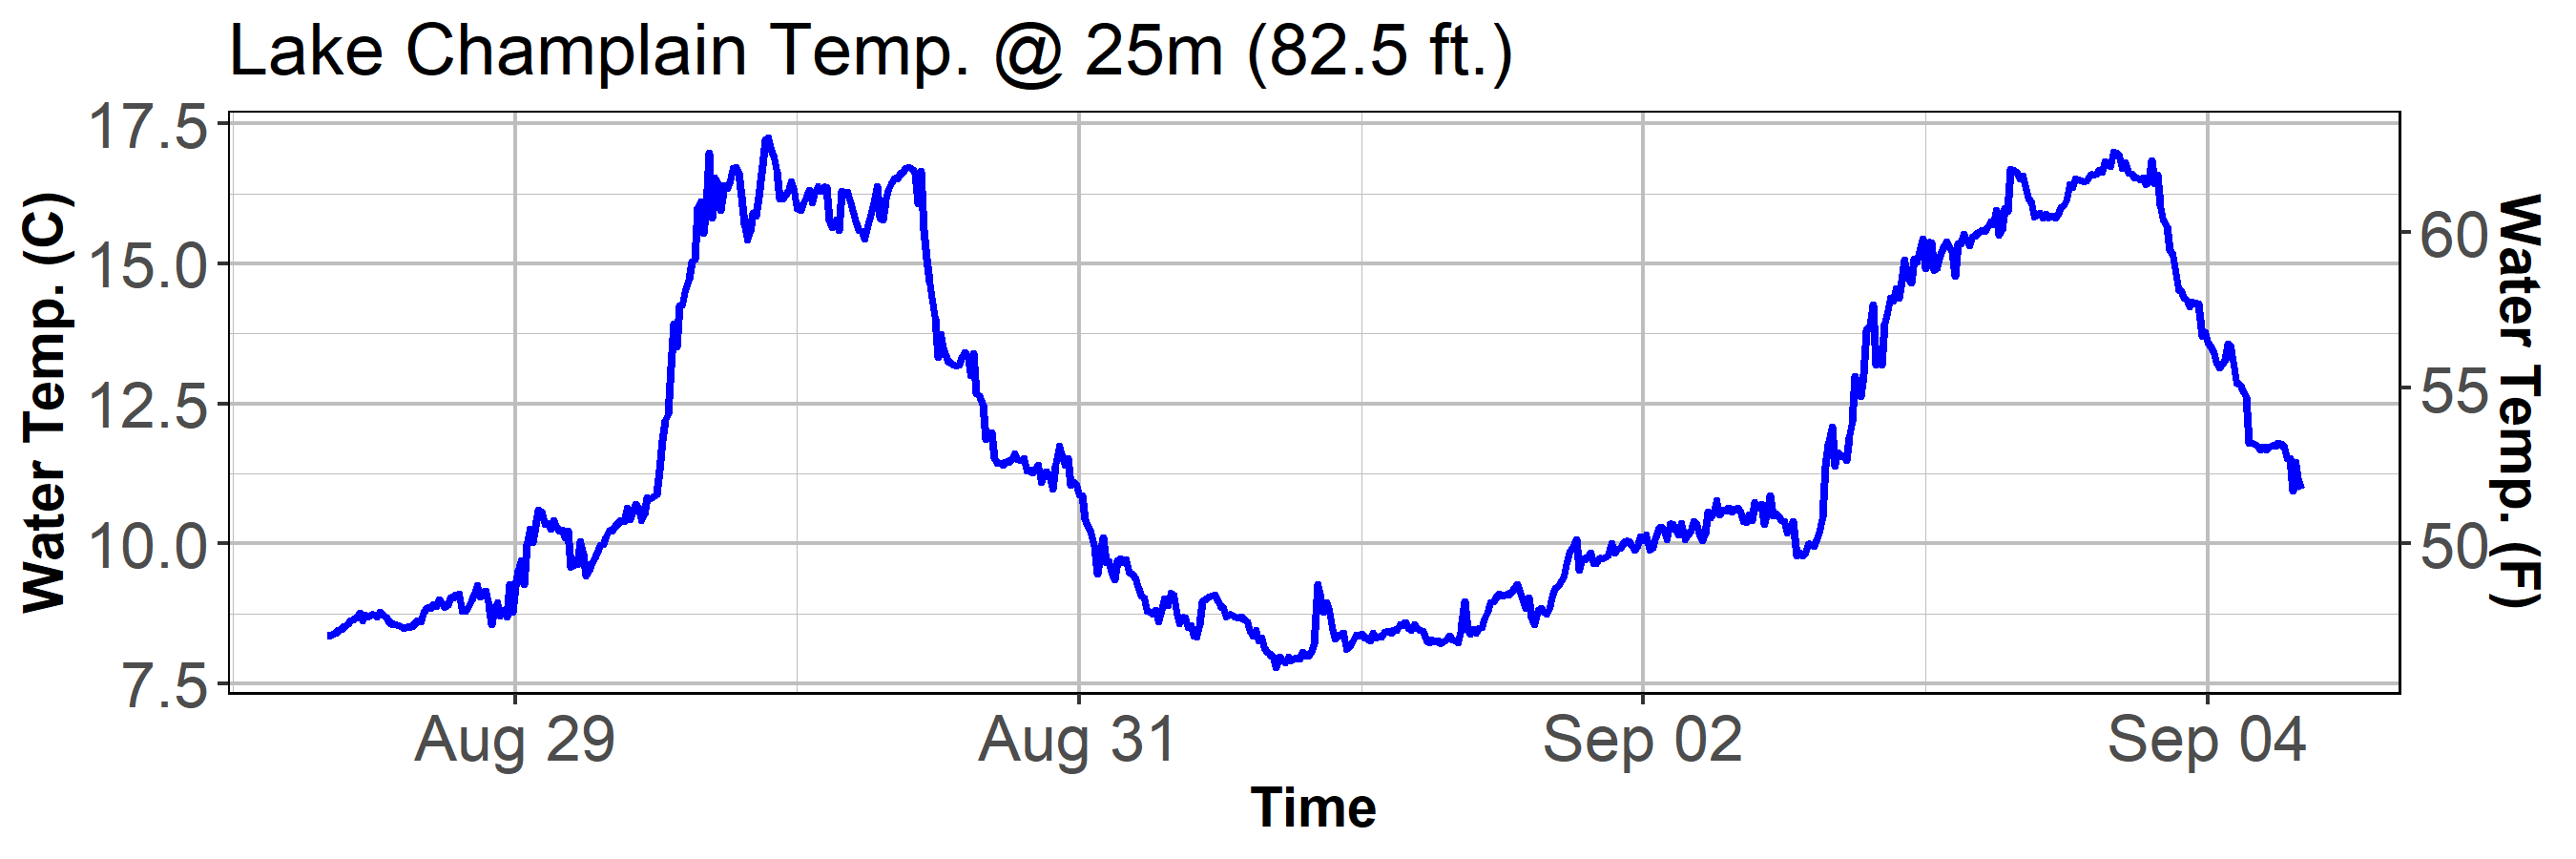 Lake Champlain Temp. @ 25m (82.5 ft.)
Water Temp. (C)
17.5
15.0
12.5
10.0
7.5
60
55
50
Water Temp. (F)
Aug 29 Aug 31 Sep 02 Sep 04
Time